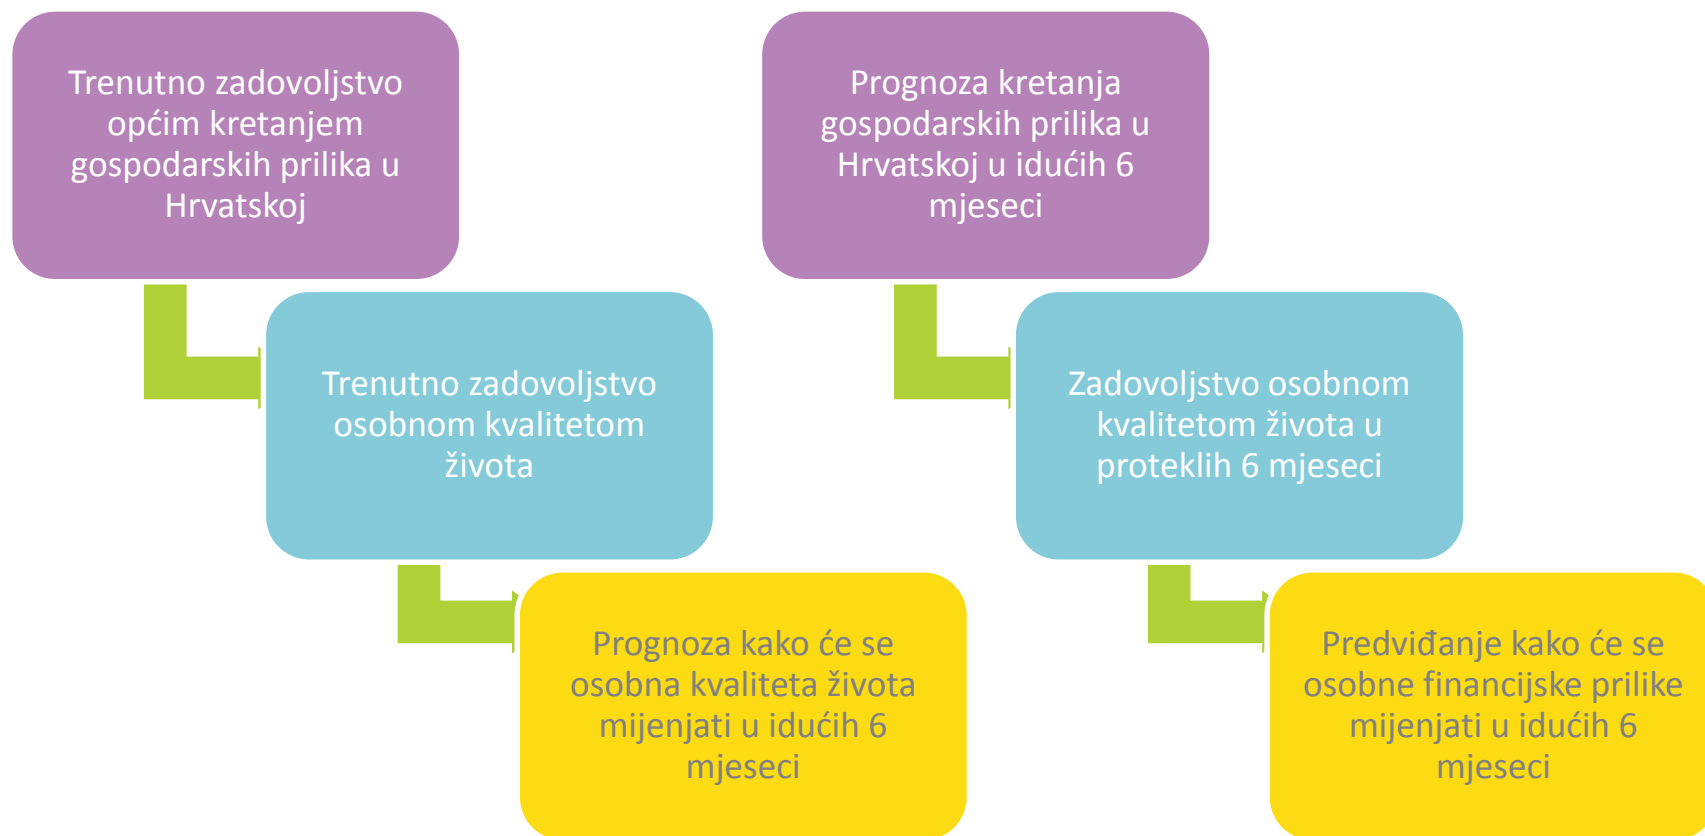 Trenutno zadovoljstvo
općim kretanjem
gospodarskih prilika u
Hrvatskoj
Trenutno zadovoljstvo
osobnom kvalitetom
života
Prognoza kako će se
osobna kvaliteta života
mijenjati u idućih 6
mjeseci
Prognoza kretanja
gospodarskih prilika u
Hrvatskoj u idućih 6
mjeseci
Zadovoljstvo osobnom
kvalitetom života u
proteklih 6 mjeseci
Predviđanje kako će se
osobne financijske prilike
mijenjati u idućih 6
mjeseci